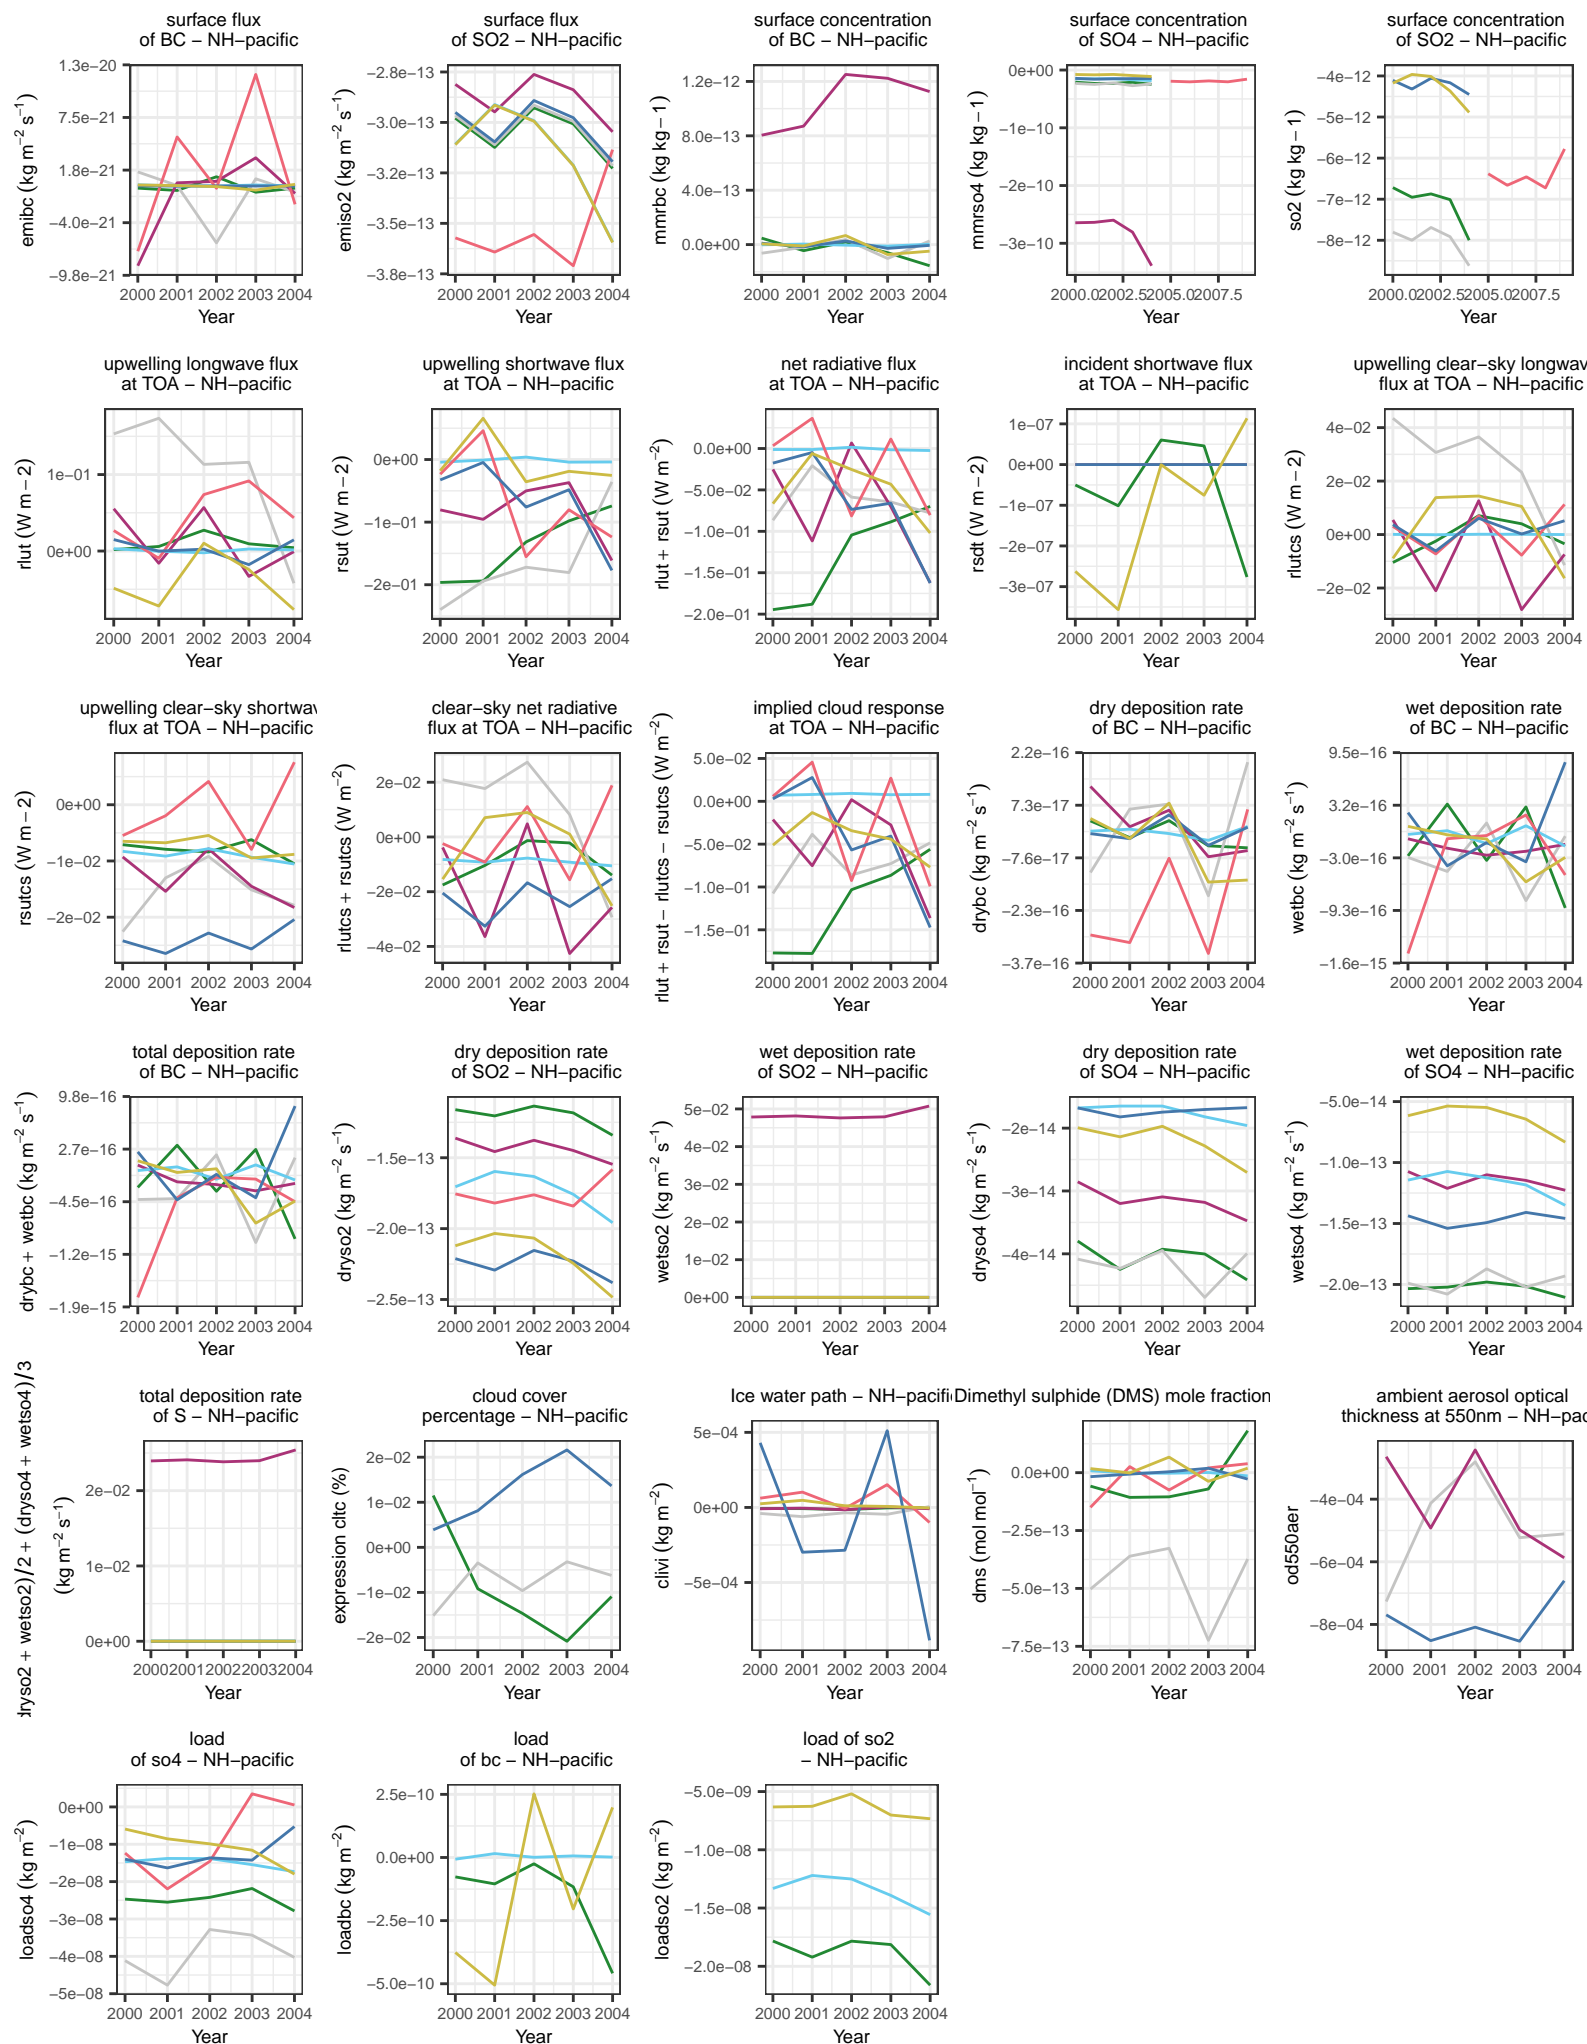 surface flux
of BC − NH−pacific
emibc (kg m−2 s−1)
1.3e−20
7.5e−21
1.8e−21
−4.0e−21
−9.8e−21
2000 2001 2002 2003 2004
Year
surface flux
of SO2 − NH−pacific
emiso2 (kg m−2 s−1)
−2.8e−13
−3.0e−13
−3.2e−13
−3.5e−13
−3.8e−13
2000 2001 2002 2003 2004
Year
surface concentration
of BC − NH−pacific
mmrbc (kg kg − 1)
1.2e−12
8.0e−13
4.0e−13
0.0e+00
2000 2001 2002 2003 2004
Year
surface concentration
of SO4 − NH−pacific
mmrso4 (kg kg − 1)
0e+00
−1e−10
−2e−10
−3e−10
2000.02002.52005.02007.5
Year
surface concentration
of SO2 − NH−pacific
so2 (kg kg − 1)
−4e−12
−5e−12
−6e−12
−7e−12
−8e−12
2000.02002.52005.02007.5
Year
upwelling longwave flux
at TOA − NH−pacific
rlut (W m − 2)
1e−01
0e+00
2000 2001 2002 2003 2004
Year
upwelling shortwave flux
at TOA − NH−pacific
rsut (W m − 2)
0e+00
−1e−01
−2e−01
2000 2001 2002 2003 2004
Year
net radiative flux
at TOA − NH−pacific
rlut + rsut (W m−2)
0.0e+00
−5.0e−02
−1.0e−01
−1.5e−01
−2.0e−01
2000 2001 2002 2003 2004
Year
incident shortwave flux
at TOA − NH−pacific
rsdt (W m − 2)
1e−07
0e+00
−1e−07
−2e−07
−3e−07
2000 2001 2002 2003 2004
Year
upwelling clear−sky longwav
flux at TOA − NH−pacific
rlutcs (W m − 2)
4e−02
2e−02
0e+00
−2e−02
2000 2001 2002 2003 2004
Year
upwelling clear−sky shortwav
flux at TOA − NH−pacific
rsutcs (W m − 2)
0e+00
−1e−02
−2e−02
2000 2001 2002 2003 2004
Year
clear−sky net radiative
flux at TOA − NH−pacific
rlutcs + rsutcs (W m−2)
2e−02
0e+00
−2e−02
−4e−02
2000 2001 2002 2003 2004
Year
implied cloud response
at TOA − NH−pacific
rlut + rsut − rlutcs − rsutcs (W m−2)
5.0e−02
0.0e+00
−5.0e−02
−1.0e−01
−1.5e−01
2000 2001 2002 2003 2004
Year
dry deposition rate
of BC − NH−pacific
drybc (kg m−2 s−1)
2.2e−16
7.3e−17
−7.6e−17
−2.3e−16
−3.7e−16
2000 2001 2002 2003 2004
Year
wet deposition rate
of BC − NH−pacific
wetbc (kg m−2 s−1)
9.5e−16
3.2e−16
−3.0e−16
−9.3e−16
−1.6e−15
2000 2001 2002 2003 2004
Year
total deposition rate
of BC − NH−pacific
drybc + wetbc (kg m−2 s−1)
9.8e−16
2.7e−16
−4.5e−16
−1.2e−15
−1.9e−15
2000 2001 2002 2003 2004
Year
dry deposition rate
of SO2 − NH−pacific
dryso2 (kg m−2 s−1)
−1.5e−13
−2.0e−13
−2.5e−13
2000 2001 2002 2003 2004
Year
wet deposition rate
of SO2 − NH−pacific
wetso2 (kg m−2 s−1)
5e−02
4e−02
3e−02
2e−02
1e−02
0e+00
2000 2001 2002 2003 2004
Year
dry deposition rate
of SO4 − NH−pacific
dryso4 (kg m−2 s−1)
−2e−14
−3e−14
−4e−14
2000 2001 2002 2003 2004
Year
wet deposition rate
of SO4 − NH−pacific
wetso4 (kg m−2 s−1)
−5.0e−14
−1.0e−13
−1.5e−13
−2.0e−13
2000 2001 2002 2003 2004
Year
total deposition rate
of S − NH−pacific
dryso2 + wetso2)/2 + (dryso4 + wetso4)/3
(kg m−2 s−1)
2e−02
1e−02
0e+00
2000 2001 2002 2003 2004
Year
cloud cover
percentage − NH−pacific
expression cltc (%)
2e−02
1e−02
0e+00
−1e−02
−2e−02
2000 2001 2002 2003 2004
Year
Ice water path − NH−pacifi
clivi (kg m−2)
5e−04
0e+00
−5e−04
2000 2001 2002 2003 2004
Year
Dimethyl sulphide (DMS) mole fraction
dms (mol mol−1)
0.0e+00
−2.5e−13
−5.0e−13
−7.5e−13
2000 2001 2002 2003 2004
Year
ambient aerosol optical
thickness at 550nm − NH−pac
od550aer
−4e−04
−6e−04
−8e−04
2000 2001 2002 2003 2004
Year
load
of so4 − NH−pacific
loadso4 (kg m−2)
0e+00
−1e−08
−2e−08
−3e−08
−4e−08
−5e−08
2000 2001 2002 2003 2004
Year
load
of bc − NH−pacific
loadbc (kg m−2)
2.5e−10
0.0e+00
−2.5e−10
−5.0e−10
2000 2001 2002 2003 2004
Year
load of so2
− NH−pacific
loadso2 (kg m−2)
−5.0e−09
−1.0e−08
−1.5e−08
−2.0e−08
2000 2001 2002 2003 2004
Year